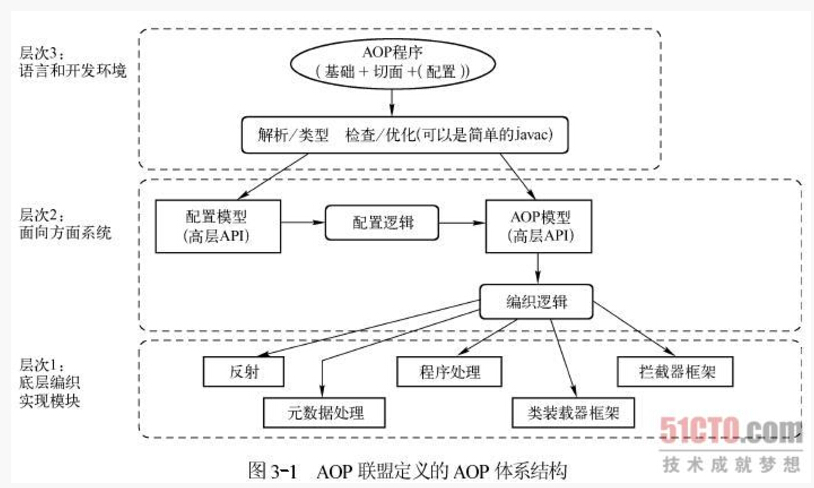 层次3：
语言和开发环境
AOP程序
(基础＋切面＋(配置))
解析/类型　检查/优化(可以是简单的javac)
层次2：
面向方面系统
配置模型
(高层API)
配置逻辑
AOP模型
(高层API)
编织逻辑
层次1：
底层编织
实现模块
反射
程序处理
拦截器框架
元数据处理
类装载器框架
51CTO.com
技术成就梦想
图 3-1　AOP 联盟定义的 AOP 体系结构